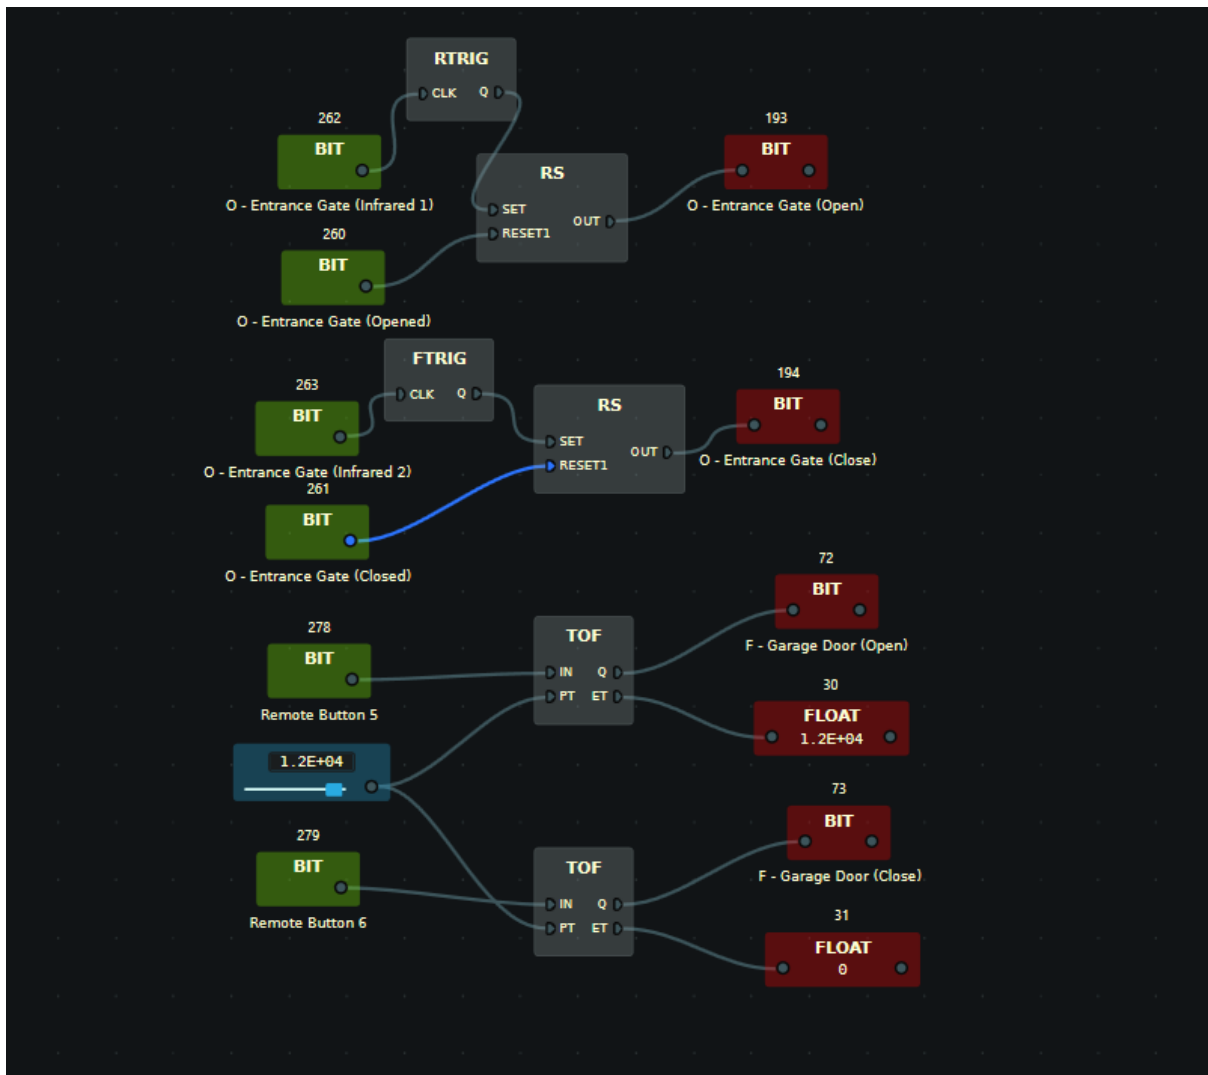 RTRIG
CLK Q
262
BIT
O - Entrance Gate (Infrared 1)
RS
SET
OUT
RESET1
193
BIT
O - Entrance Gate (Open)
260
BIT
O - Entrance Gate (Opened)
FTRIG
CLK Q
263
BIT
O - Entrance Gate (Infrared 2)
RS
SET
OUT
RESET1
194
BIT
O - Entrance Gate (Close)
261
BIT
O - Entrance Gate (Closed)
72
BIT
F - Garage Door (Open)
278
BIT
Remote Button 5
TOF
IN Q
PT ET
30
FLOAT
1.2E+04
1.2E+04
73
BIT
F - Garage Door (Close)
279
BIT
Remote Button 6
TOF
IN Q
PT ET
31
FLOAT
0